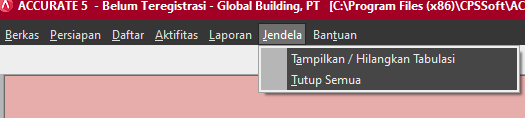 ACCURATE 5 - Belum Teregistrasi - Global Building, PT [C:\Program Files (x86)\CPSSoft\AC
Berkas Persiapan Daftar Aktifitas Laporan Jendela Bantuan
Tampilkan / Hilangkan Tabulasi
Tutup Semua